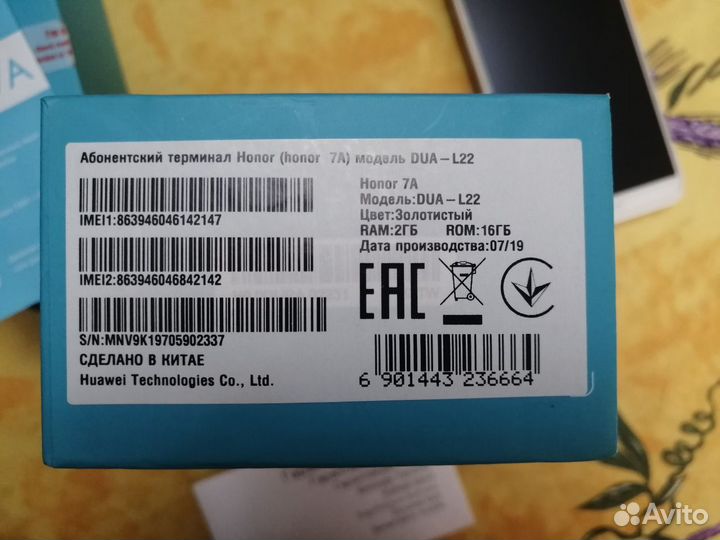 Абонентский терминал Honor (honor 7A) модель DUA-L22
IMEI1:863946046142147
IMEI2:863946046842142
S/N:MNV9K19705902337
СДЕЛАНО В КИТАЕ
Huawei Technologies Co., Ltd.
Honor 7A
Модель:DUA-L22
Цвет:Золотистый
RAM:2ГБ ROM:16ГБ
Дата производства:07/19
EAC
6 901443 236664
Avito